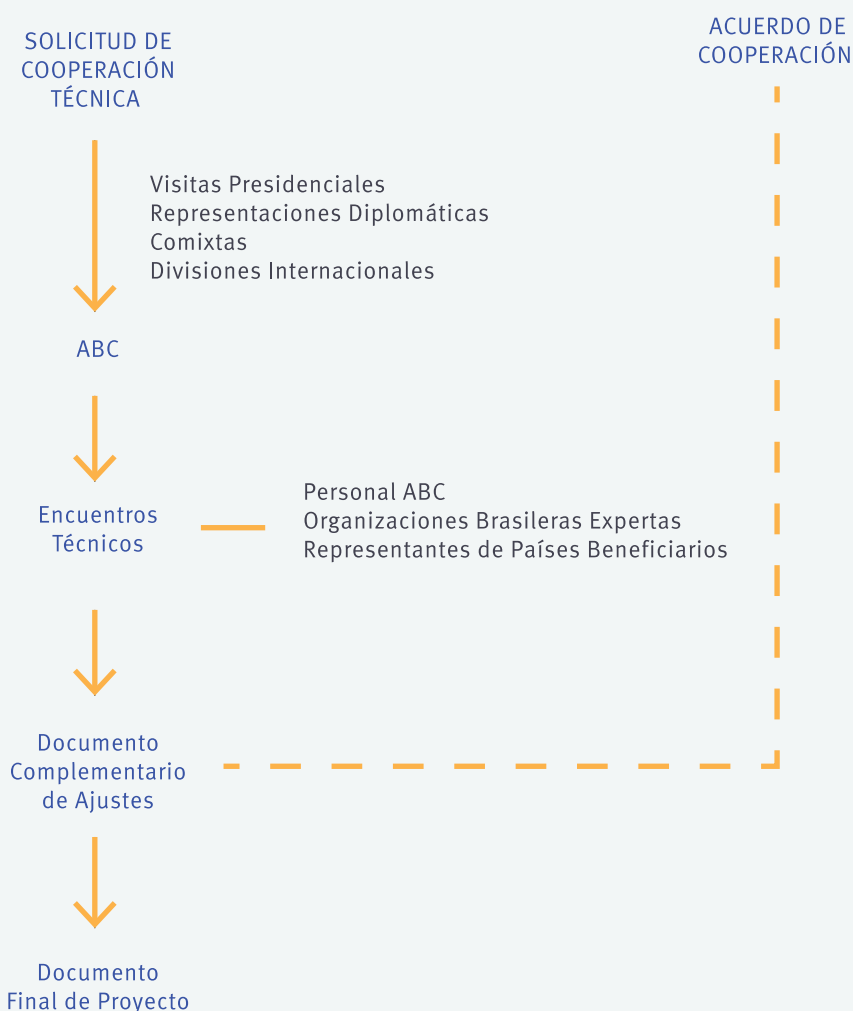 SOLICITUD DE
COOPERACIÓN
TÉCNICA
ACUERDO DE
COOPERACIÓN
Visitas Presidenciales
Representaciones Diplomáticas
Comixtas
Divisiones Internacionales
ABC
Encuentros
Técnicos
Personal ABC
Organizaciones Brasileras Expertas
Representantes de Países Beneficiarios
Documento
Complementario
de Ajustes
Documento
Final de Proyecto